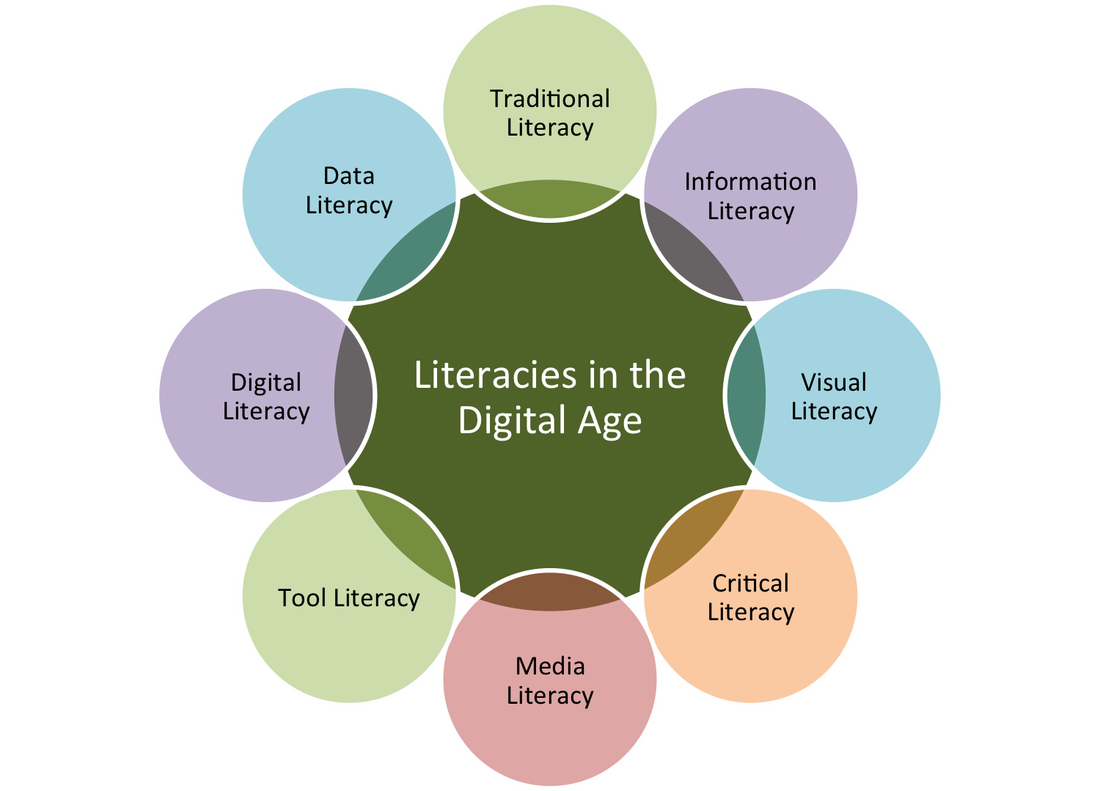 Traditional
Literacy
Information
Literacy
Visual
Literacy
Critical
Literacy
Media
Literacy
Tool Literacy
Digital
Literacy
Data
Literacy
Literacies in the
Digital Age